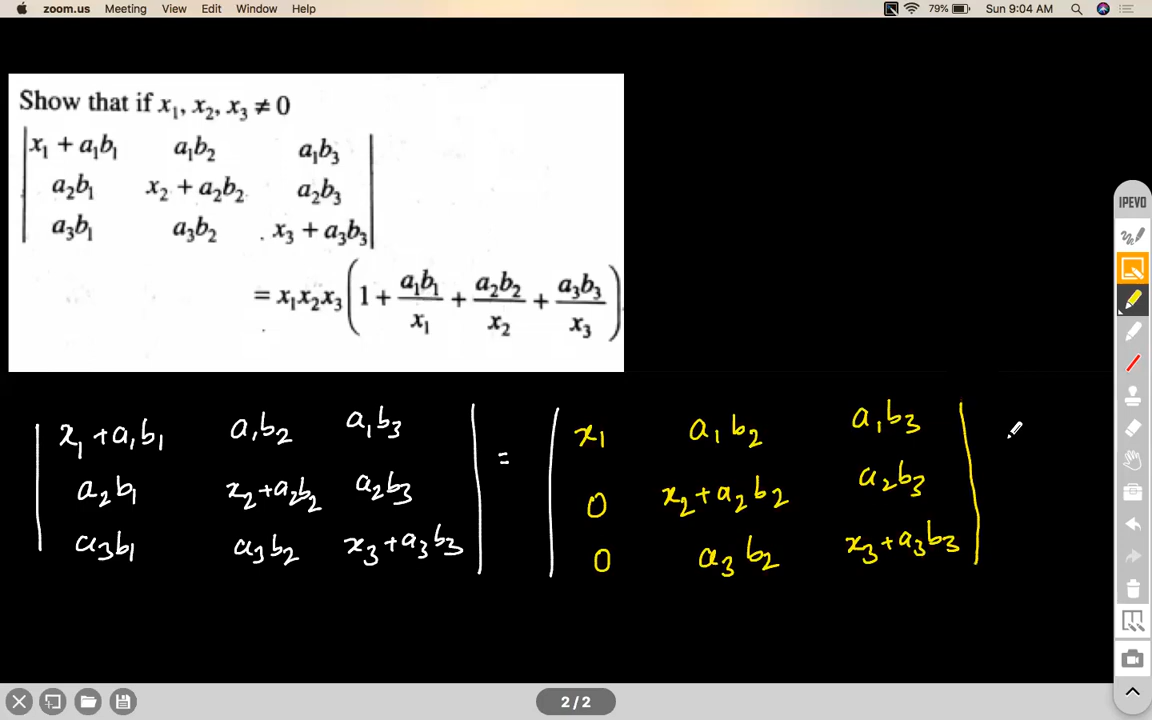 zoom.us Meeting View Edit Window Help 79% Sun 9:04 AM
Show that if x₁, x₂, x₃ ≠ 0
| x₁ + a₁b₁ a₁b₂ a₁b₃ |
| a₂b₁ x₂ + a₂b₂ a₂b₃ |
| a₃b₁ a₃b₂ . x₃ + a₃b₃ |
= x₁x₂x₃ ( 1 + a₁b₁/x₁ + a₂b₂/x₂ + a₃b₃/x₃ )
IPEVO
| x₁ + a₁b₁ a₁b₂ a₁b₃ | = | x₁ a₁b₂ a₁b₃ |
| a₂b₁ x₂+a₂b₂ a₂b₃ | | 0 x₂+a₂b₂ a₂b₃ |
| a₃b₁ a₃b₂ x₃+a₃b₃ | | 0 a₃b₂ x₃+a₃b₃ |
2 / 2